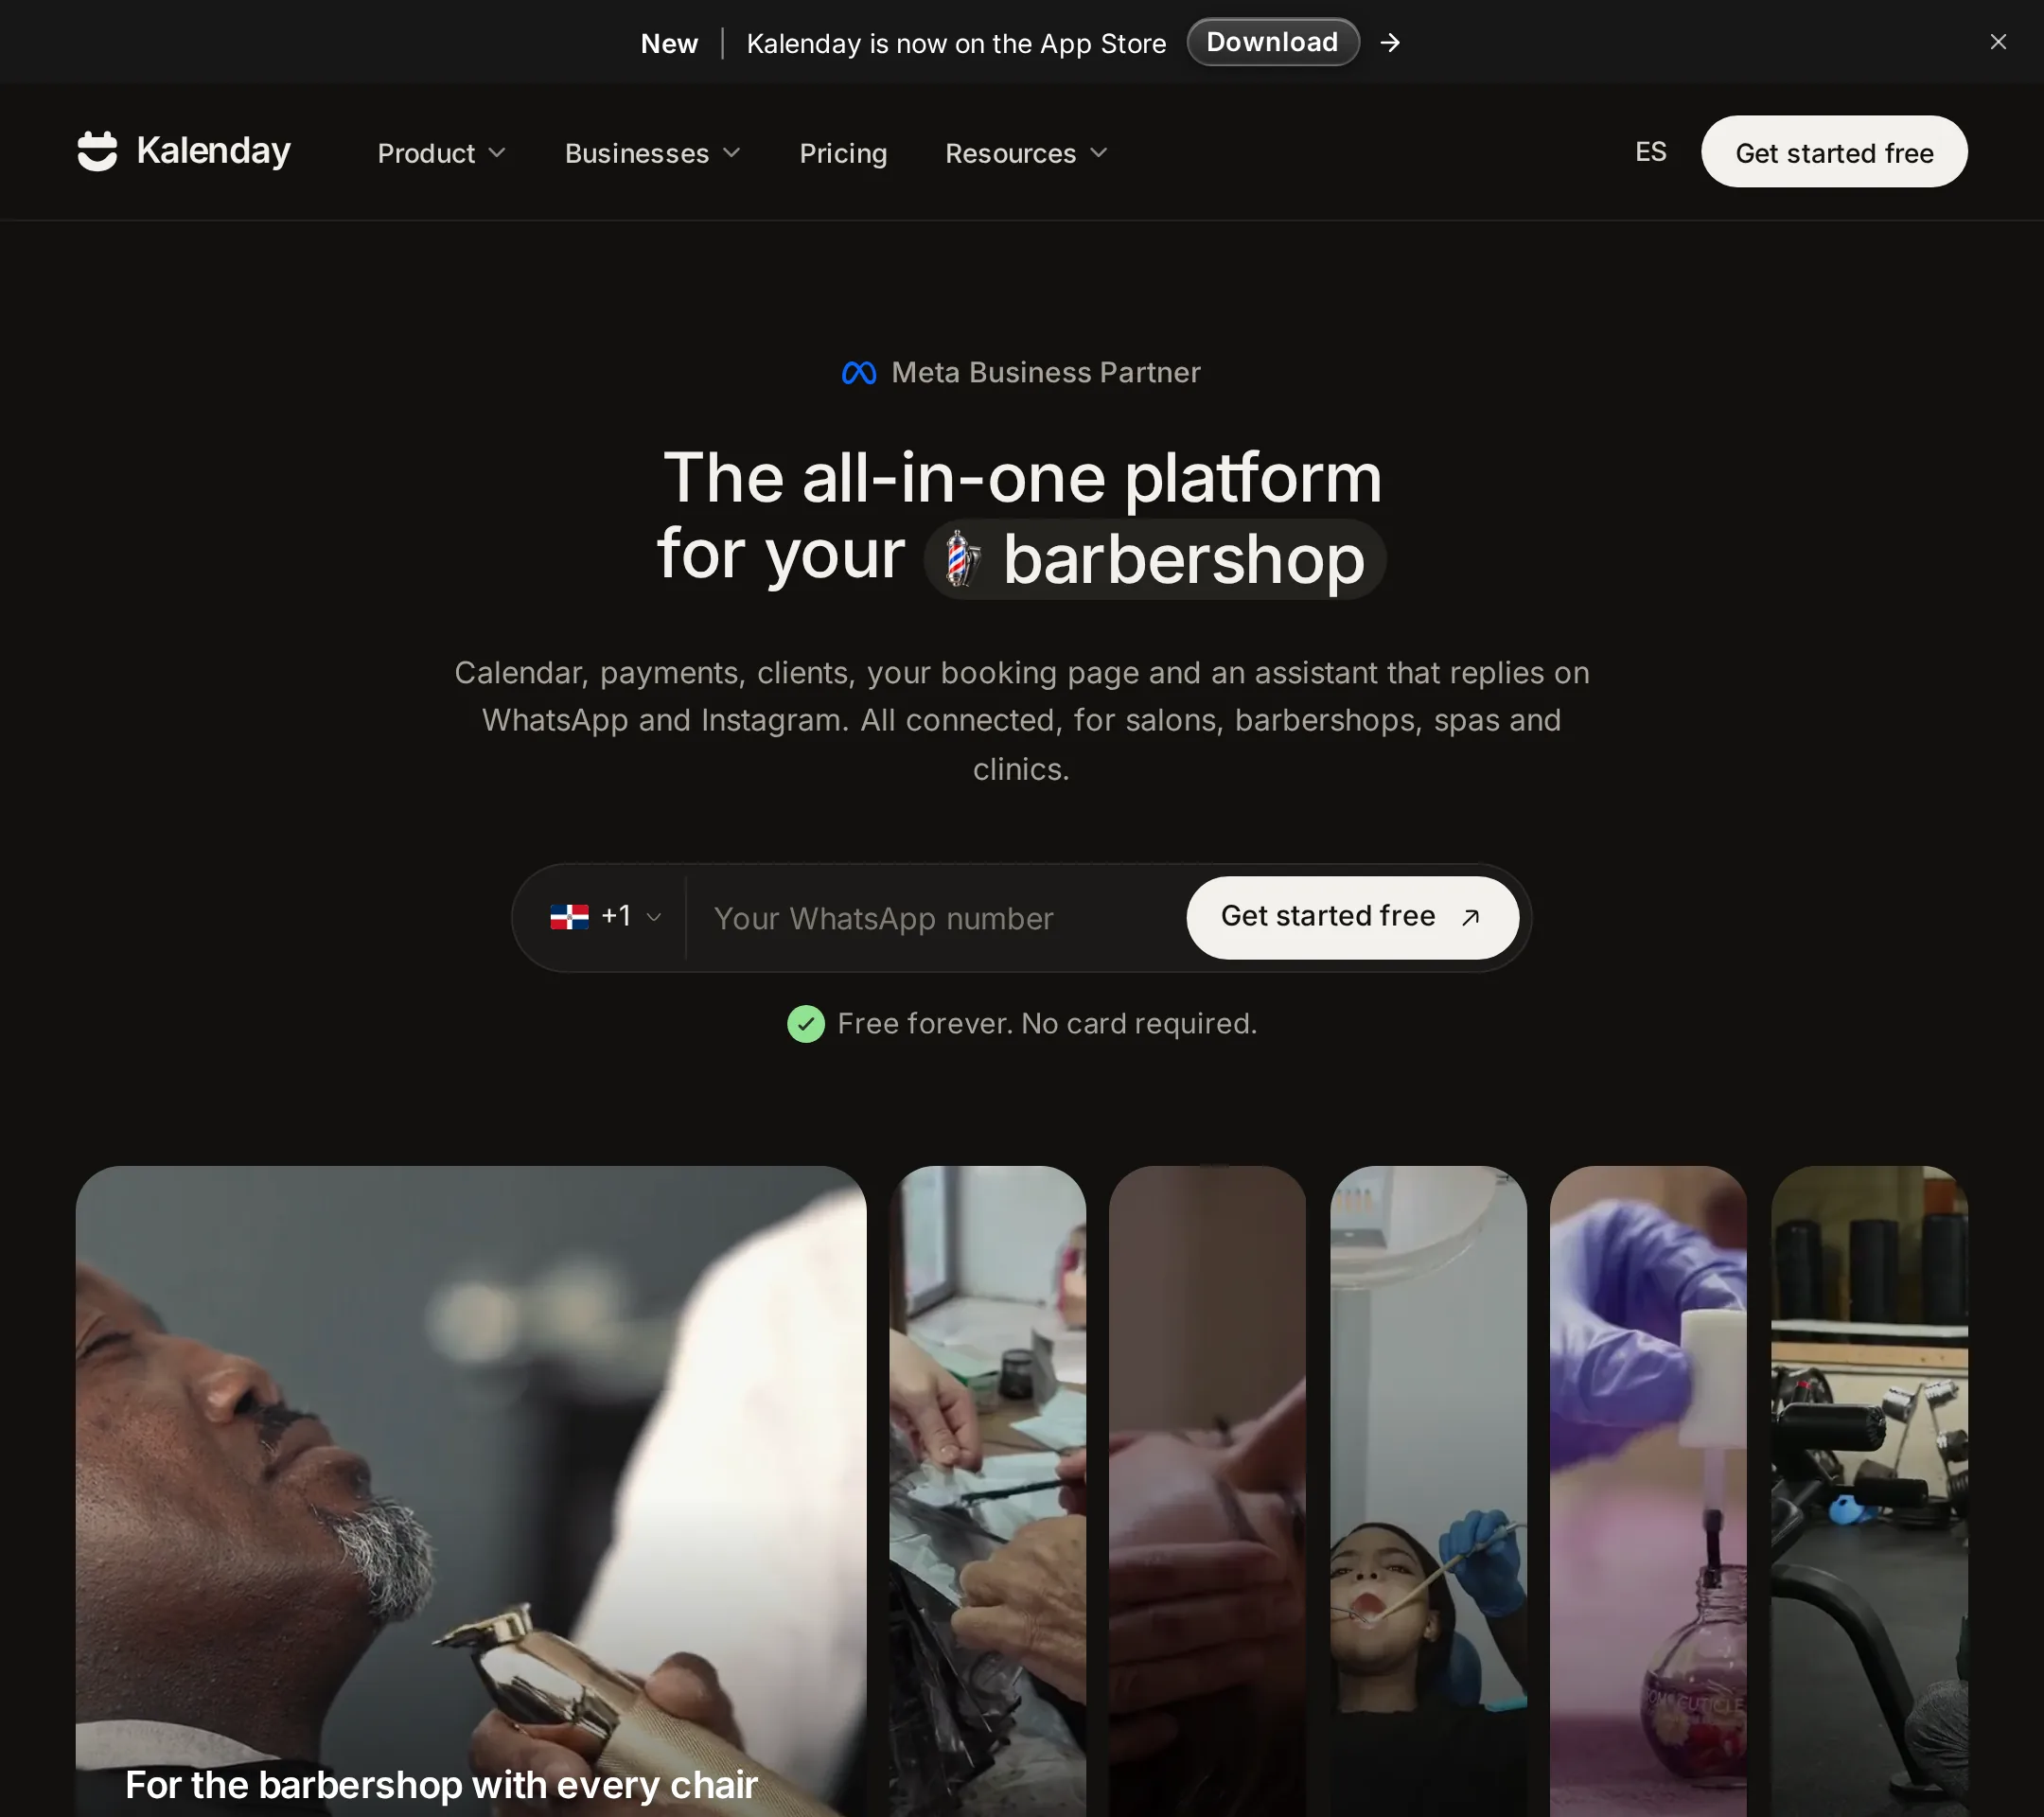 New | Kalenday is now on the App Store Download →
Kalenday Product Businesses Pricing Resources ES Get started free
Meta Business Partner
The all-in-one platform
for your barbershop
Calendar, payments, clients, your booking page and an assistant that replies on
WhatsApp and Instagram. All connected, for salons, barbershops, spas and
clinics.
+1 Your WhatsApp number Get started free
Free forever. No card required.
CUTICLE
For the barbershop with every chair